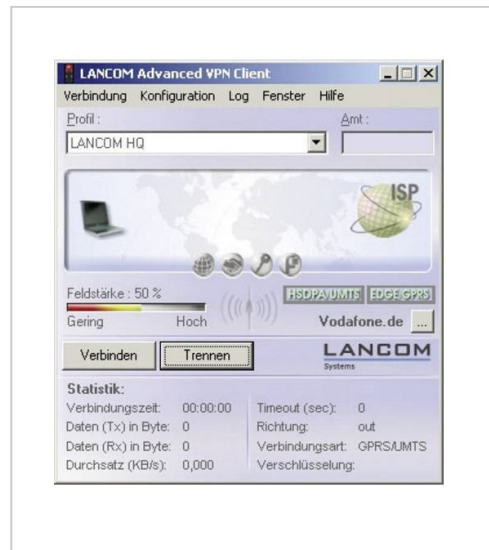 LANCOM Advanced VPN Client
Verbindung Konfiguration Log Fenster Hilfe
Profil : Amt :
LANCOM HQ
ISP
Feldstärke : 50 %
HSDPA/UMTS EDGE/GPRS
Gering Hoch Vodafone.de ...
Verbinden Trennen LANCOM
Systems
Statistik:
Verbindungszeit: 00:00:00 Timeout (sec): 0
Daten (Tx) in Byte: 0 Richtung: out
Daten (Rx) in Byte: 0 Verbindungsart: GPRS/UMTS
Durchsatz (KB/s): 0,000 Verschlüsselung: